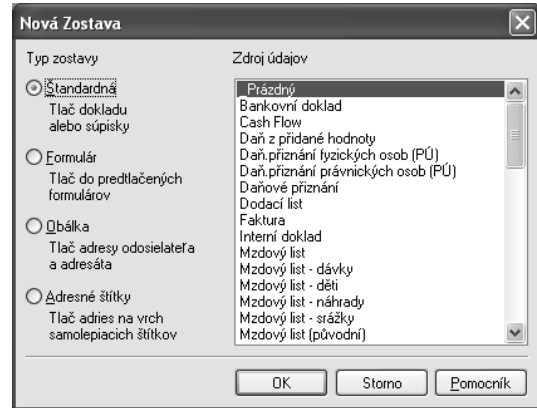 Nová Zostava
Typ zostavy
Štandardná
Tlač dokladu
alebo súpisky
Formulár
Tlač do predtlačených
formulárov
Obálka
Tlač adresy odosielateľa
a adresáta
Adresné štítky
Tlač adries na vrch
samolepiacich štítkov
Zdroj údajov
_Prázdný
Bankovní doklad
Cash Flow
Daň z přidané hodnoty
Daň.přiznání fyzických osob (PÚ)
Daň.přiznání právnických osob (PÚ)
Daňové přiznání
Dodací list
Faktura
Interní doklad
Mzdový list
Mzdový list - dávky
Mzdový list - děti
Mzdový list - náhrady
Mzdový list - srážky
Mzdový list (původní)
OK
Storno
Pomocník